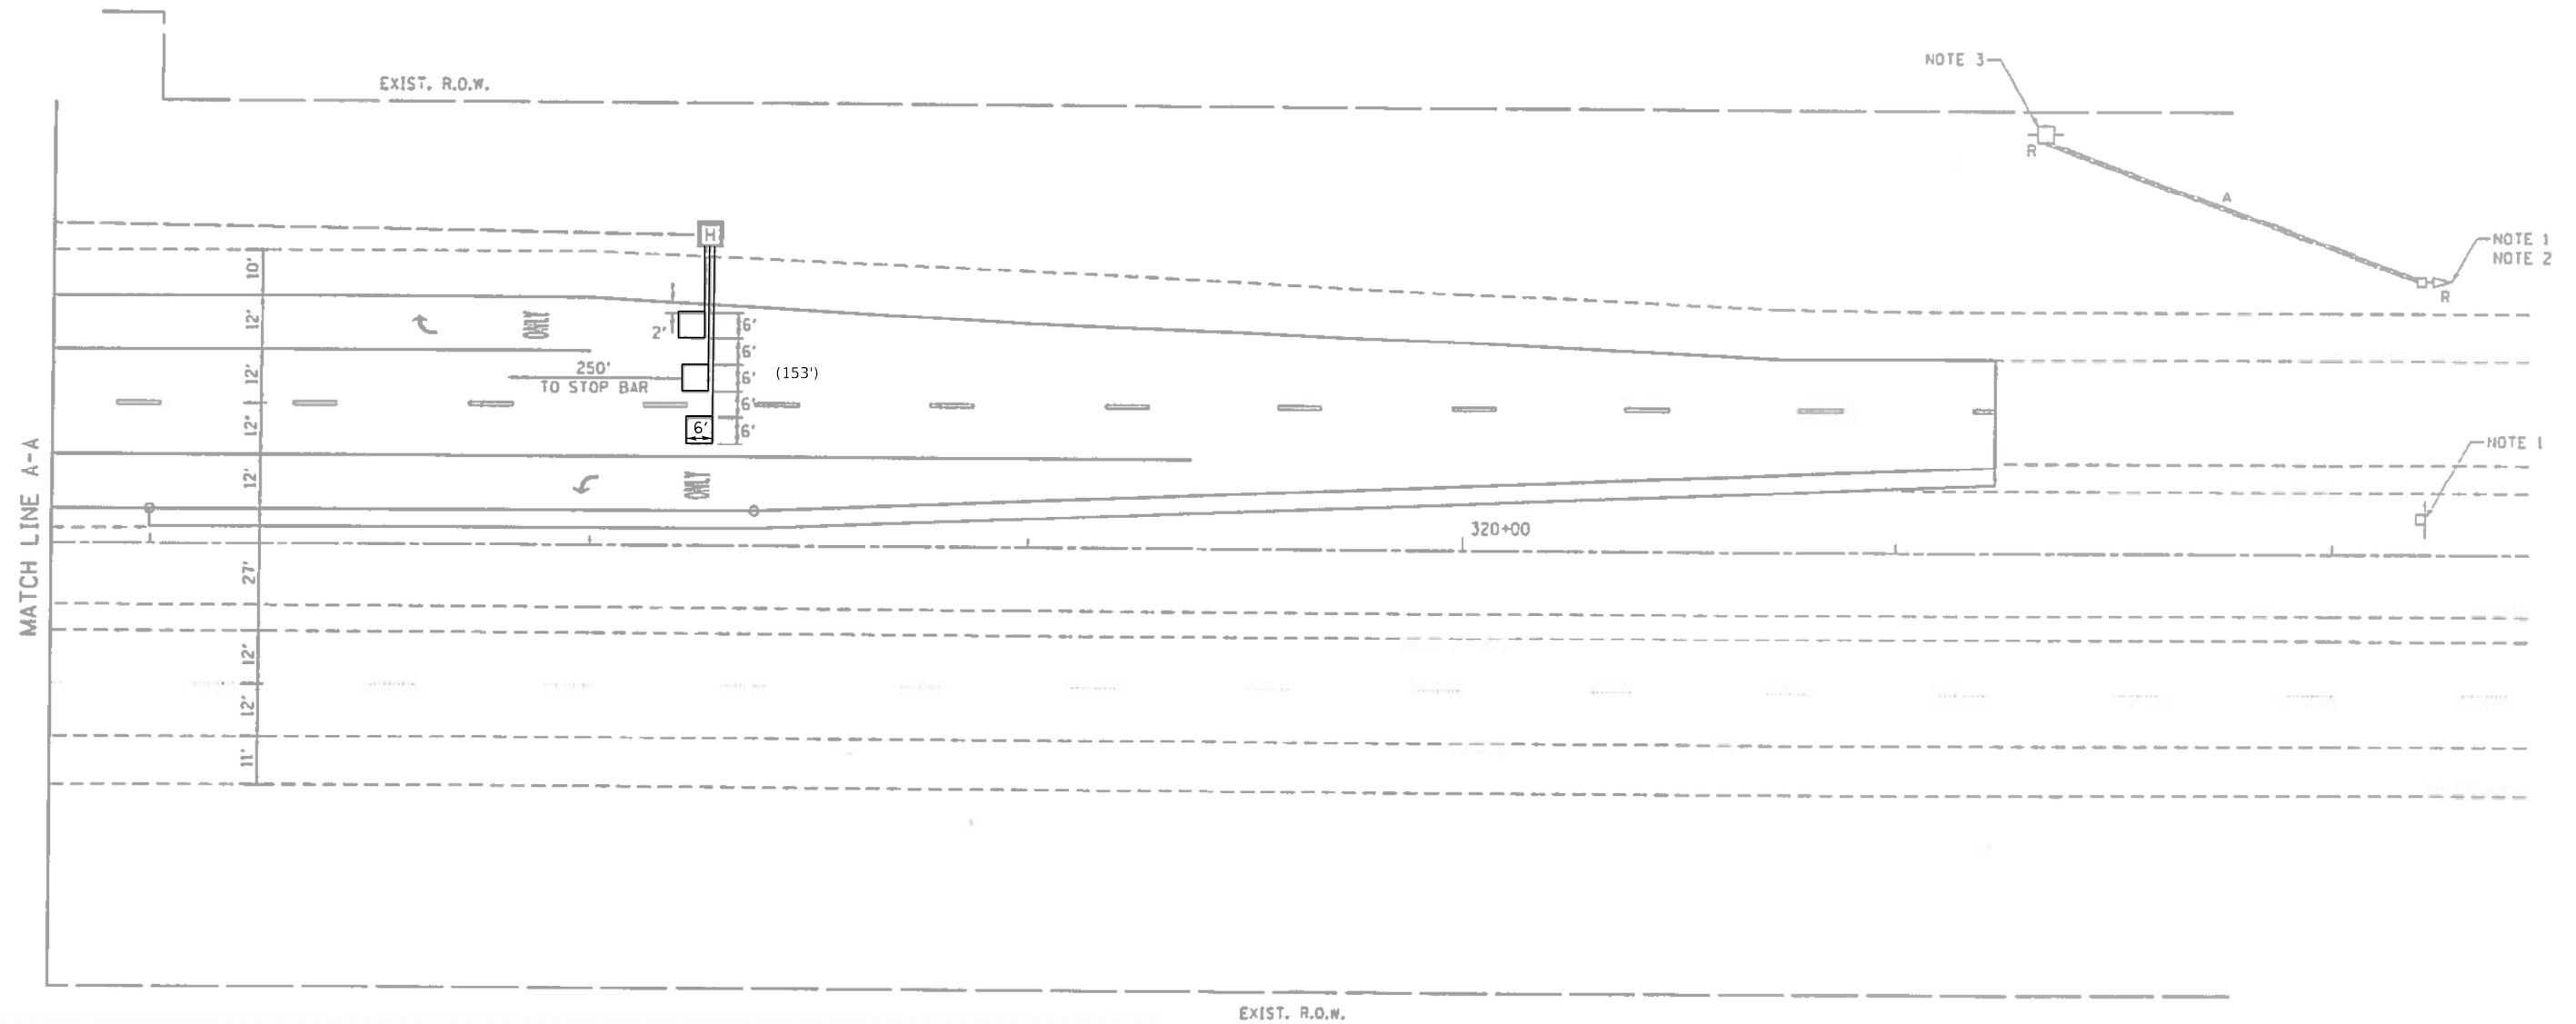 EXIST. R.O.W.
NOTE 3
R
A
NOTE 1
NOTE 2
R
H
10'
12'
ONLY
2'
6'
6'
12'
250'
TO STOP BAR
6'
(153')
6'
12'
6'
6'
NOTE 1
MATCH LINE A-A
12'
ONLY
320+00
27'
12'
12'
11'
EXIST. R.O.W.